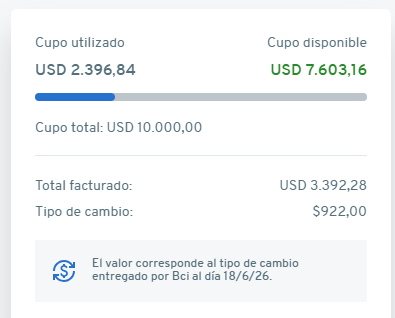 Cupo utilizado Cupo disponible
USD 2.396,84 USD 7.603,16
Cupo total: USD 10.000,00
Total facturado: USD 3.392,28
Tipo de cambio: $922,00
El valor corresponde al tipo de cambio
entregado por Bci al día 18/6/26.